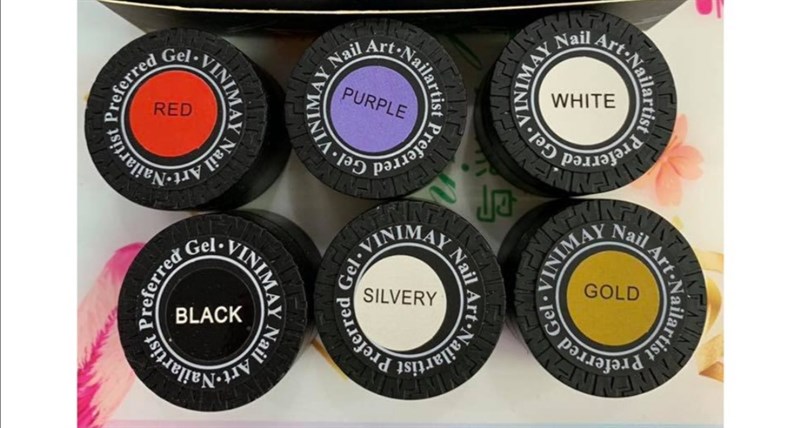 VINIMAY Nail Art·Nailartist Preferred Gel·
RED
VINIMAY Nail Art·Nailartist Preferred Gel·
PURPLE
VINIMAY Nail Art·Nailartist Preferred Gel·
WHITE
VINIMAY Nail Art·Nailartist Preferred Gel·
BLACK
VINIMAY Nail Art·Nailartist Preferred Gel·
SILVERY
VINIMAY Nail Art·Nailartist Preferred Gel·
GOLD